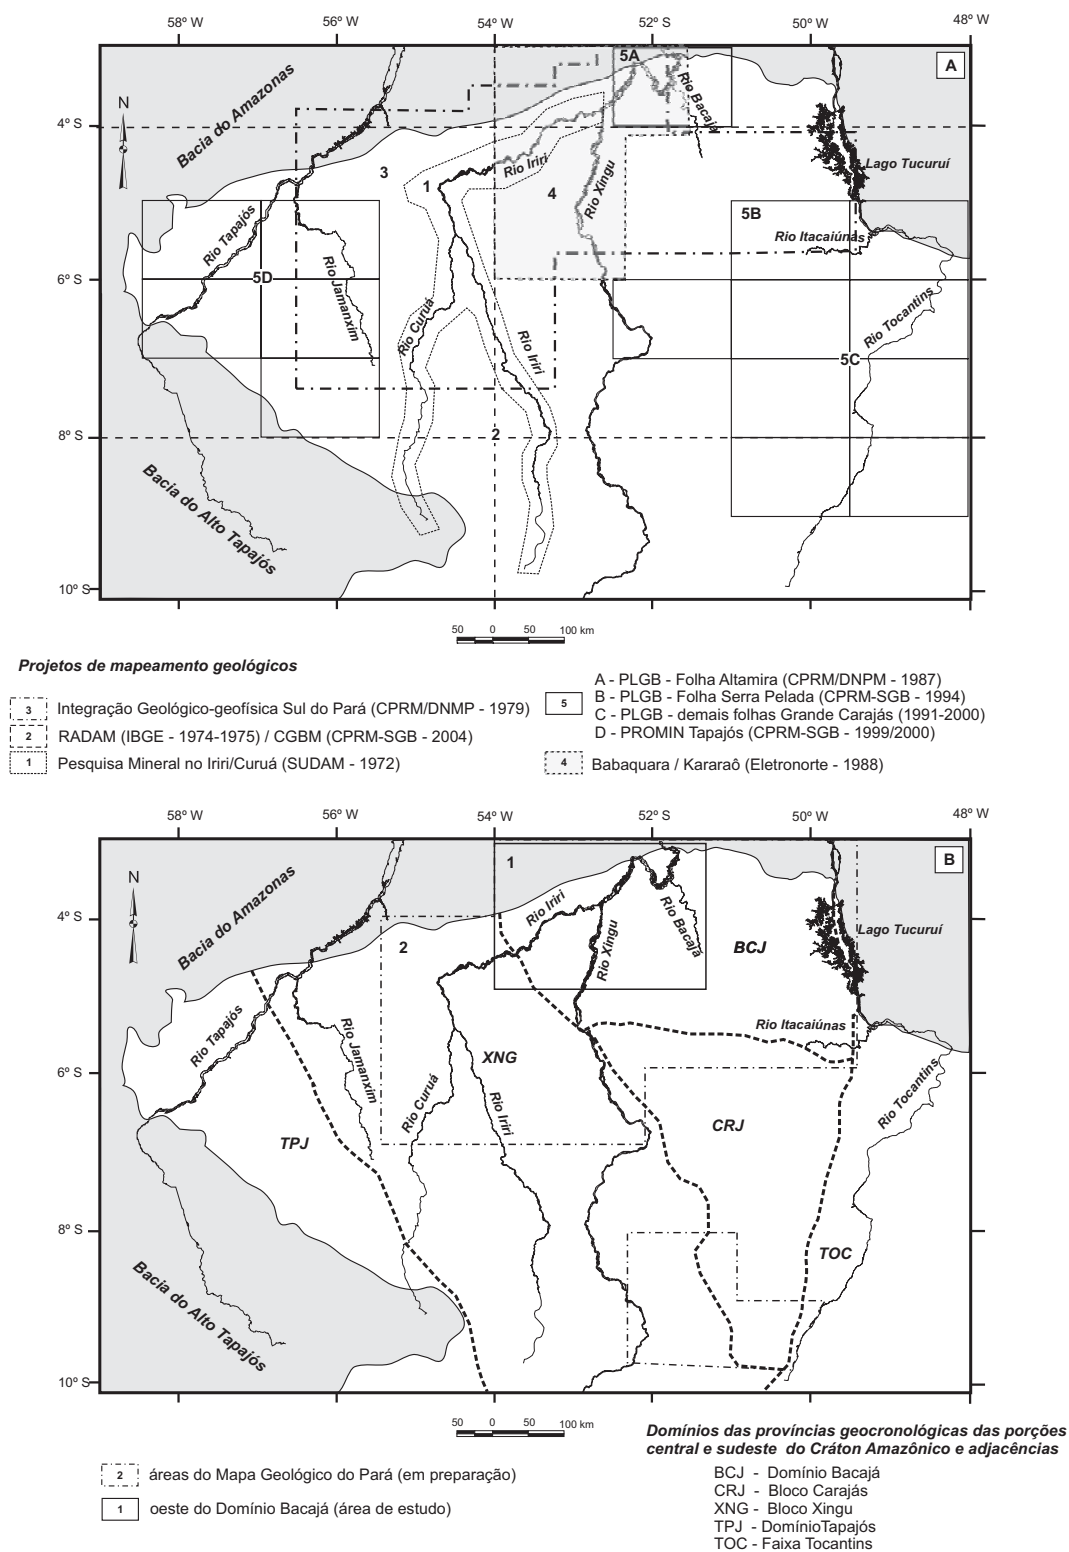 58º W 56º W 54º W 52º S 50º W 48º W
A
N
4º S
6º S
8º S
10º S
Bacia do Amazonas
Bacia do Alto Tapajós
Rio Tapajós
Rio Jamanxim
Rio Curuá
Rio Iriri
Rio Iriri
Rio Xingu
Rio Bacajá
Lago Tucuruí
Rio Itacaiúnas
Rio Tocantins
3
1
4
2
5A
5B
5C
5D
50 0 50 100 km
Projetos de mapeamento geológicos
3 Integração Geológico-geofísica Sul do Pará (CPRM/DNMP - 1979)
2 RADAM (IBGE - 1974-1975) / CGBM (CPRM-SGB - 2004)
1 Pesquisa Mineral no Iriri/Curuá (SUDAM - 1972)
5
A - PLGB - Folha Altamira (CPRM/DNPM - 1987)
B - PLGB - Folha Serra Pelada (CPRM-SGB - 1994)
C - PLGB - demais folhas Grande Carajás (1991-2000)
D - PROMIN Tapajós (CPRM-SGB - 1999/2000)
4 Babaquara / Kararaô (Eletronorte - 1988)
58º W 56º W 54º W 52º S 50º W 48º W
B
N
4º S
6º S
8º S
10º S
Bacia do Amazonas
Bacia do Alto Tapajós
Rio Tapajós
Rio Jamanxim
Rio Curuá
Rio Iriri
Rio Iriri
Rio Xingu
Rio Bacajá
Lago Tucuruí
Rio Itacaiúnas
Rio Tocantins
1
2
BCJ
XNG
CRJ
TPJ
TOC
50 0 50 100 km
2 áreas do Mapa Geológico do Pará (em preparação)
1 oeste do Domínio Bacajá (área de estudo)
Domínios das províncias geocronológicas das porções
central e sudeste do Cráton Amazônico e adjacências
BCJ - Domínio Bacajá
CRJ - Bloco Carajás
XNG - Bloco Xingu
TPJ - DomínioTapajós
TOC - Faixa Tocantins